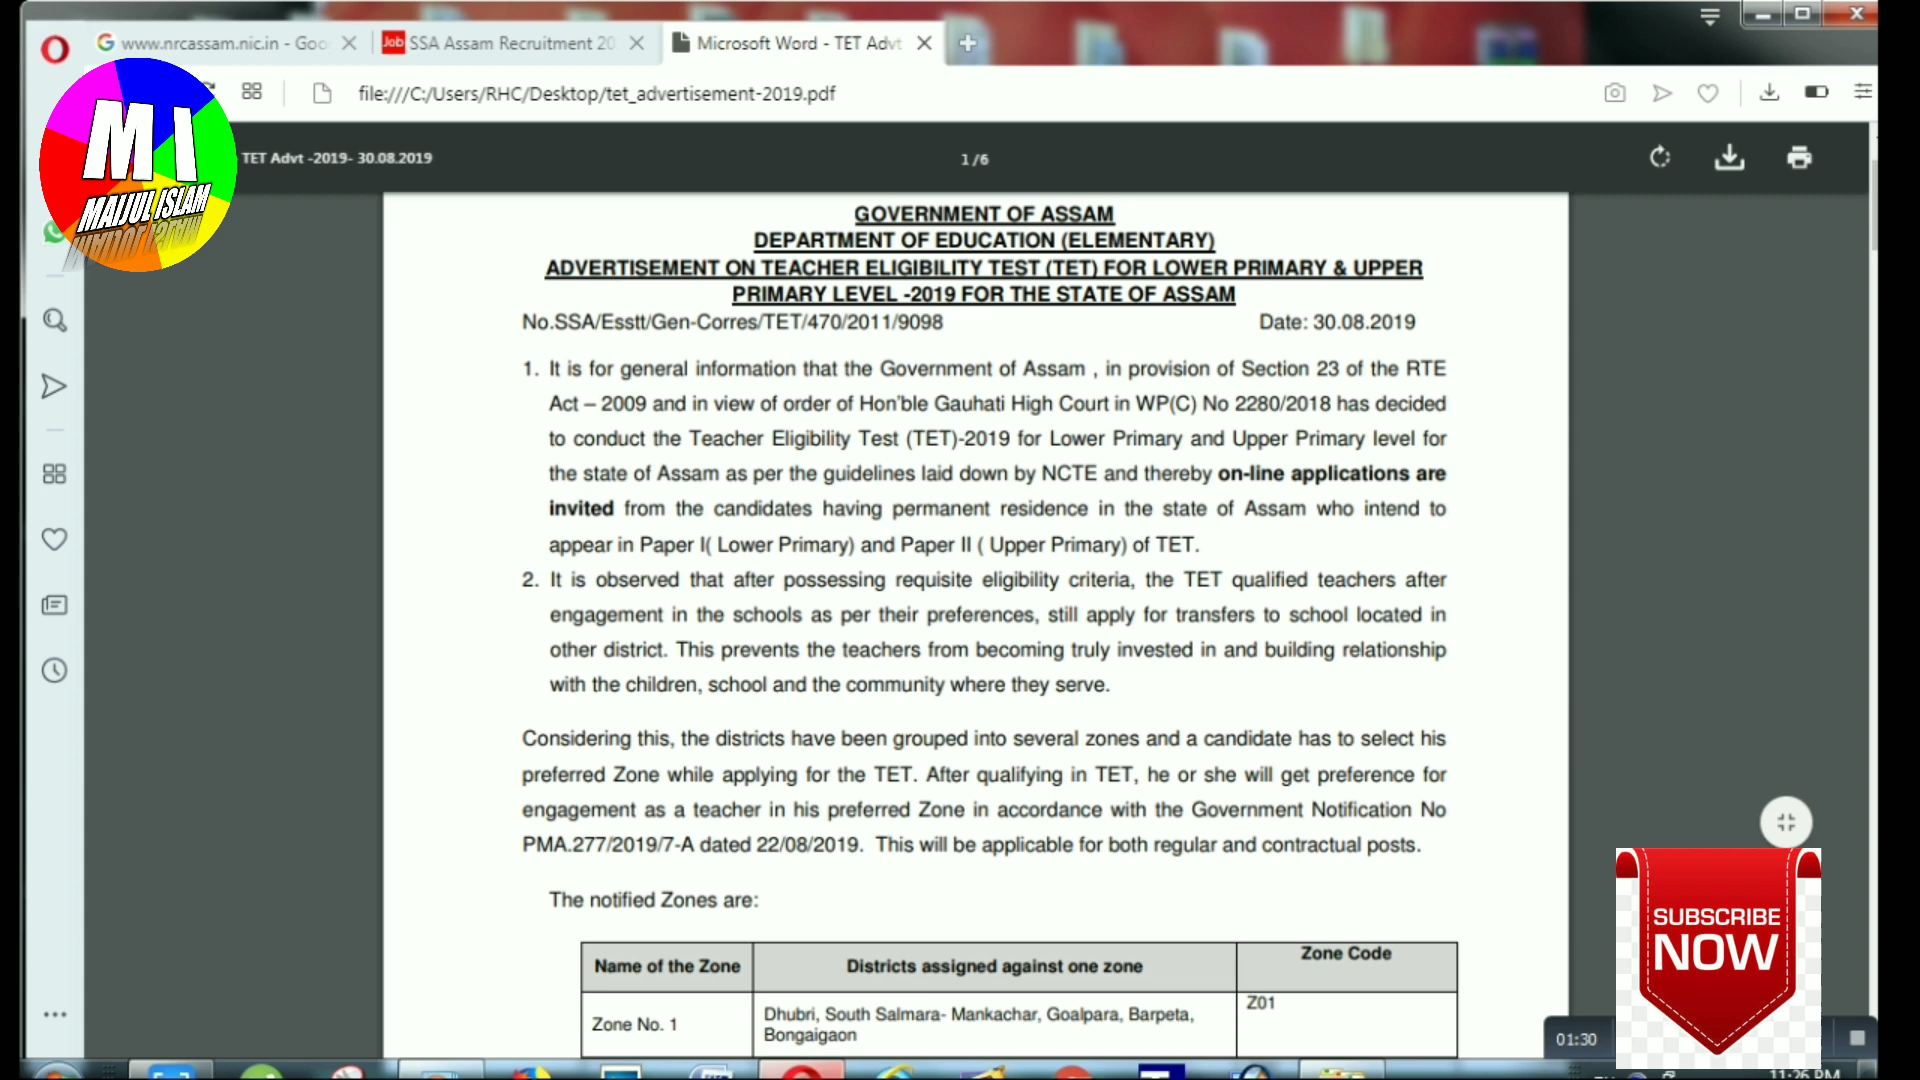 www.nrcassam.nic.in - Goo
SSA Assam Recruitment 20
Microsoft Word - TET Advt
Job
file:///C:/Users/RHC/Desktop/tet_advertisement-2019.pdf
MI
MAIJUL ISLAM
TET Advt -2019- 30.08.2019
1 / 6
GOVERNMENT OF ASSAM
DEPARTMENT OF EDUCATION (ELEMENTARY)
ADVERTISEMENT ON TEACHER ELIGIBILITY TEST (TET) FOR LOWER PRIMARY & UPPER
PRIMARY LEVEL -2019 FOR THE STATE OF ASSAM
No.SSA/Esstt/Gen-Corres/TET/470/2011/9098 Date: 30.08.2019
1. It is for general information that the Government of Assam , in provision of Section 23 of the RTE
Act – 2009 and in view of order of Hon'ble Gauhati High Court in WP(C) No 2280/2018 has decided
to conduct the Teacher Eligibility Test (TET)-2019 for Lower Primary and Upper Primary level for
the state of Assam as per the guidelines laid down by NCTE and thereby on-line applications are
invited from the candidates having permanent residence in the state of Assam who intend to
appear in Paper I( Lower Primary) and Paper II ( Upper Primary) of TET.
2. It is observed that after possessing requisite eligibility criteria, the TET qualified teachers after
engagement in the schools as per their preferences, still apply for transfers to school located in
other district. This prevents the teachers from becoming truly invested in and building relationship
with the children, school and the community where they serve.
Considering this, the districts have been grouped into several zones and a candidate has to select his
preferred Zone while applying for the TET. After qualifying in TET, he or she will get preference for
engagement as a teacher in his preferred Zone in accordance with the Government Notification No
PMA.277/2019/7-A dated 22/08/2019. This will be applicable for both regular and contractual posts.
The notified Zones are:
Name of the Zone Districts assigned against one zone Zone Code
Zone No. 1 Dhubri, South Salmara- Mankachar, Goalpara, Barpeta, Z01
Bongaigaon
SUBSCRIBE
NOW
01:30
11:26 PM